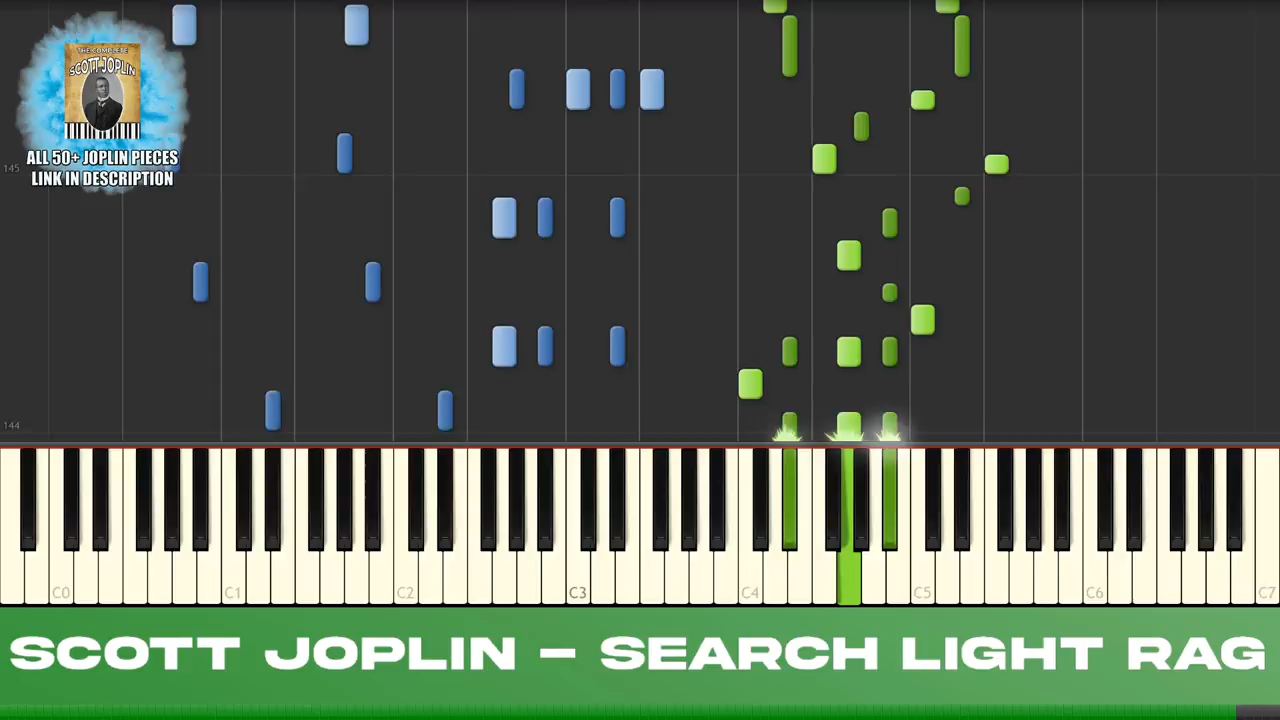 THE COMPLETE
SCOTT JOPLIN
ALL 50+ JOPLIN PIECES
LINK IN DESCRIPTION
145
144
C0 C1 C2 C3 C4 C5 C6 C7
SCOTT JOPLIN - SEARCH LIGHT RAG